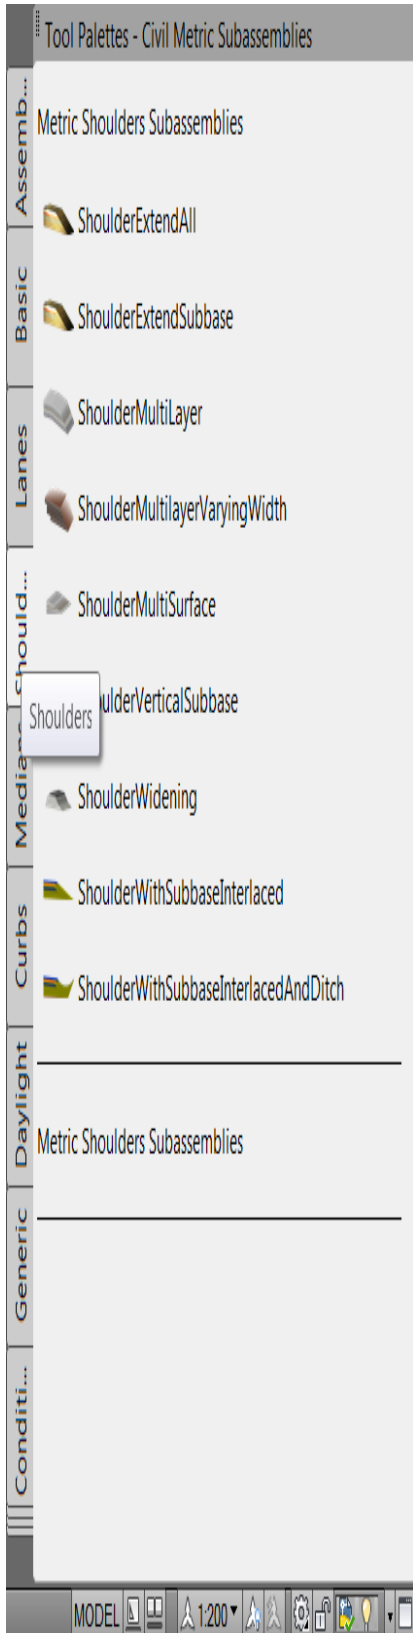 Tool Palettes - Civil Metric Subassemblies
Assemb...
Basic
Lanes
Should...
Curbs
Daylight
Generic
Conditi...
Metric Shoulders Subassemblies
ShoulderExtendAll
ShoulderExtendSubbase
ShoulderMultiLayer
ShoulderMultilayerVaryingWidth
ShoulderMultiSurface
ulderVerticalSubbase
Shoulders
ShoulderWidening
ShoulderWithSubbaseInterlaced
ShoulderWithSubbaseInterlacedAndDitch
Metric Shoulders Subassemblies
MODEL 1:200